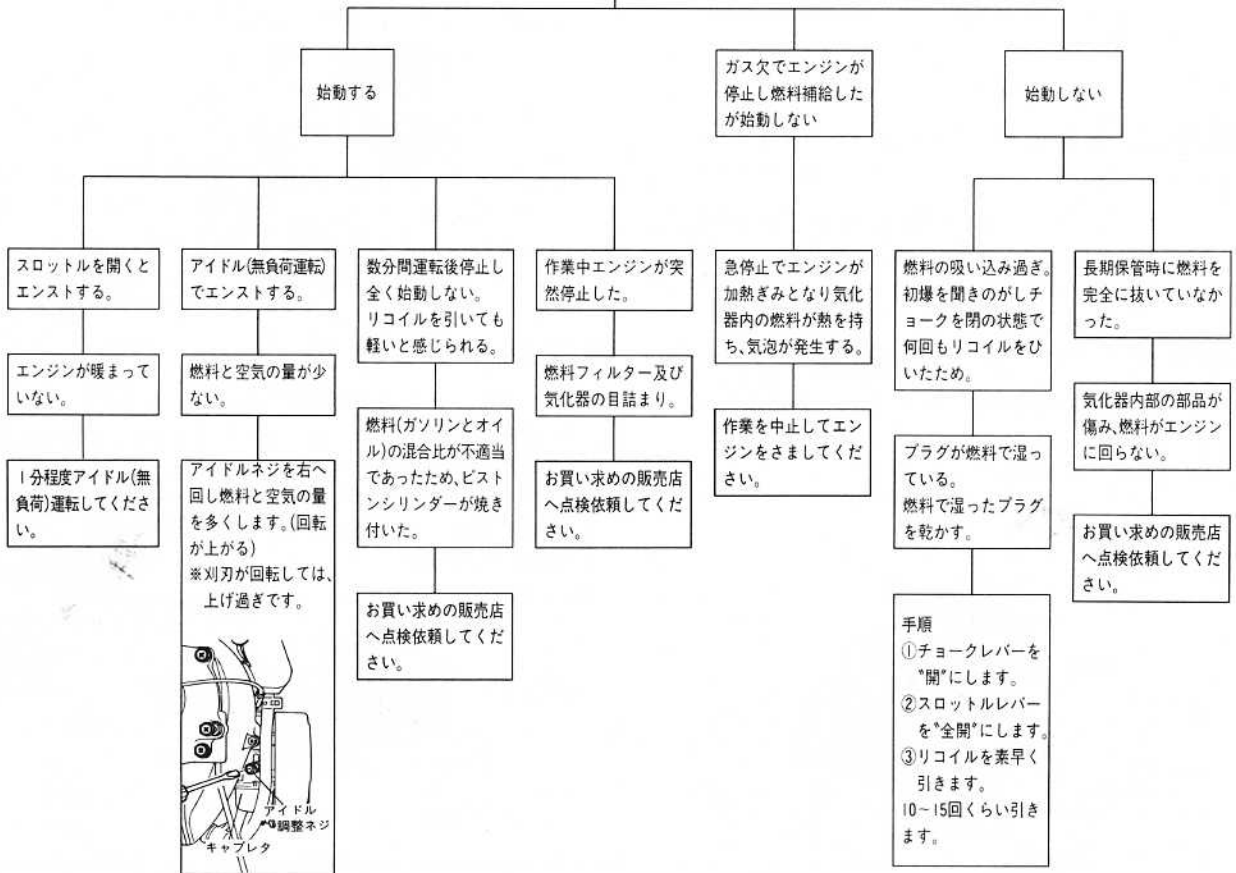 始動する
ガス欠でエンジンが
停止し燃料補給した
が始動しない
始動しない
スロットルを開くと
エンストする。
エンジンが暖まって
いない。
1分程度アイドル(無
負荷)運転してくださ
い。
アイドル(無負荷運転)
でエンストする。
燃料と空気の量が少
ない。
アイドルネジを右へ
回し燃料と空気の量
を多くします。(回転
が上がる)
※刈刃が回転しては、
上げ過ぎです。
アイドル
調整ネジ
キャブレタ
数分間運転後停止し
全く始動しない。
リコイルを引いても
軽いと感じられる。
燃料(ガソリンとオイ
ル)の混合比が不適当
であったため、ピスト
ンシリンダーが焼き
付いた。
お買い求めの販売店
へ点検依頼してくだ
さい。
作業中エンジンが突
然停止した。
燃料フィルター及び
気化器の目詰まり。
お買い求めの販売店
へ点検依頼してくだ
さい。
急停止でエンジンが
加熱ぎみとなり気化
器内の燃料が熱を持
ち、気泡が発生する。
作業を中止してエン
ジンをさましてくだ
さい。
燃料の吸い込み過ぎ。
初爆を聞きのがしチ
ョークを閉の状態で
何回もリコイルをひ
いたため。
プラグが燃料で湿っ
ている。
燃料で湿ったプラグ
を乾かす。
手順
①チョークレバーを
"開"にします。
②スロットルレバー
を"全開"にします。
③リコイルを素早く
引きます。
10~15回くらい引き
ます。
長期保管時に燃料を
完全に抜いていなか
った。
気化器内部の部品が
傷み、燃料がエンジン
に回らない。
お買い求めの販売店
へ点検依頼してくだ
さい。